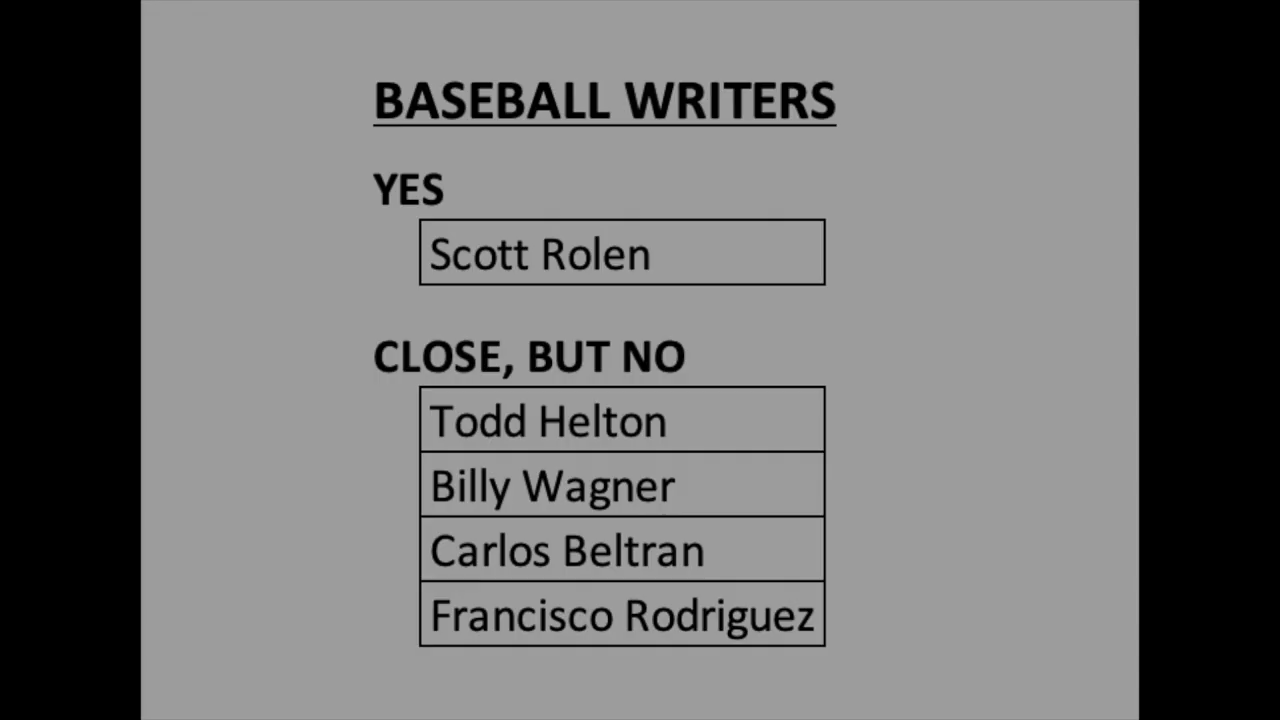 BASEBALL WRITERS
YES
Scott Rolen
CLOSE, BUT NO
Todd Helton
Billy Wagner
Carlos Beltran
Francisco Rodriguez